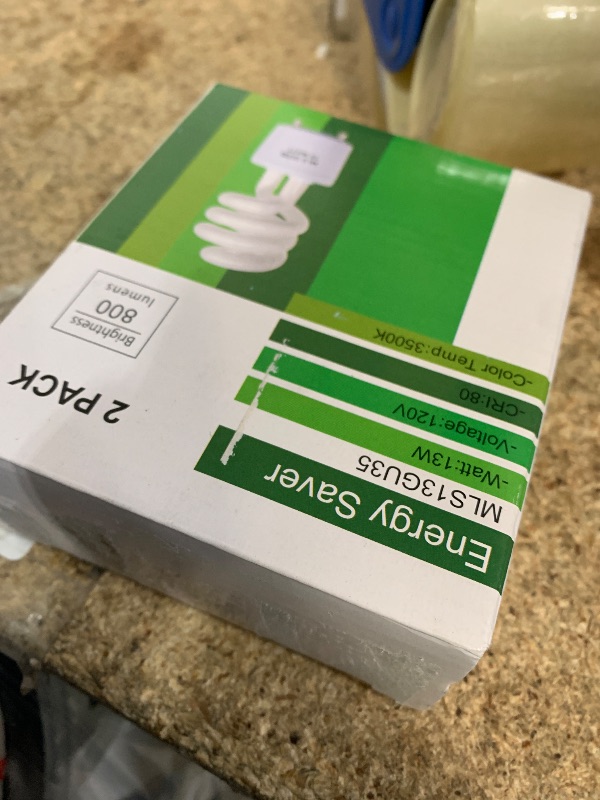 Energy Saver
MLS13GU35
-Watt:13W
-Voltage:120V
-CRI:80
-Color Temp:3500K
2 PACK
Brightness
800
lumens